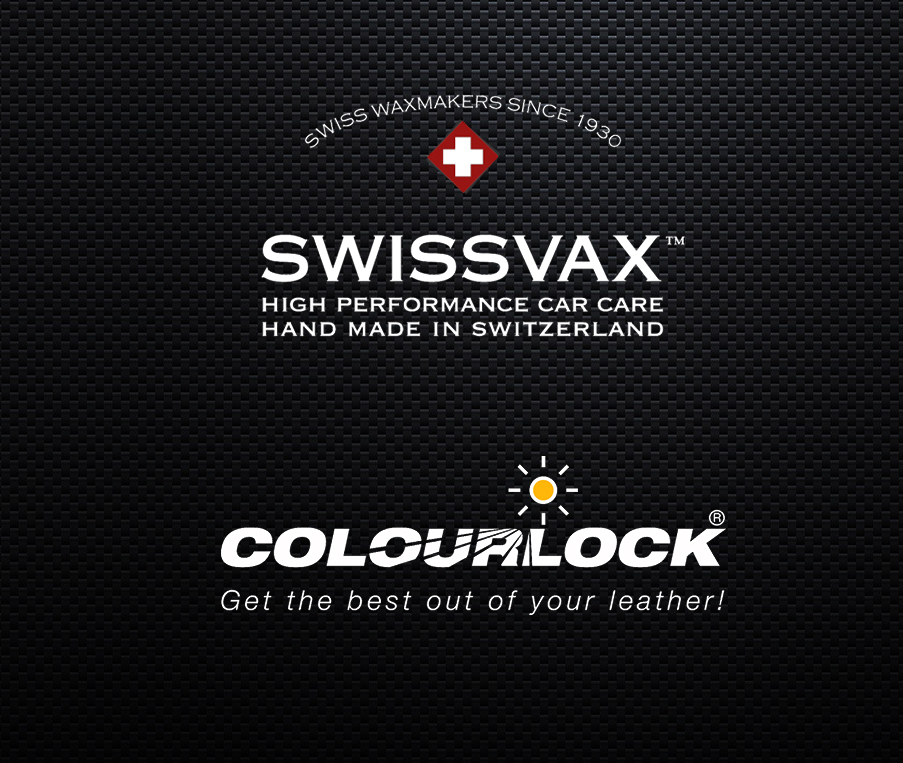 SWISS WAXMAKERS SINCE 1930
SWISSVAX™
HIGH PERFORMANCE CAR CARE
HAND MADE IN SWITZERLAND
COLOURLOCK®
Get the best out of your leather!